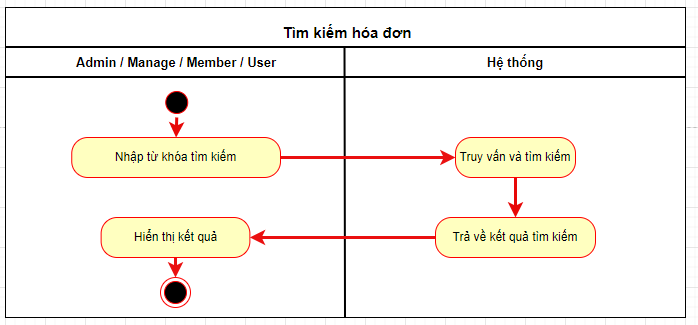 Tìm kiếm hóa đơn
Admin / Manage / Member / User
Hệ thống
Nhập từ khóa tìm kiếm
Truy vấn và tìm kiếm
Hiển thị kết quả
Trả về kết quả tìm kiếm